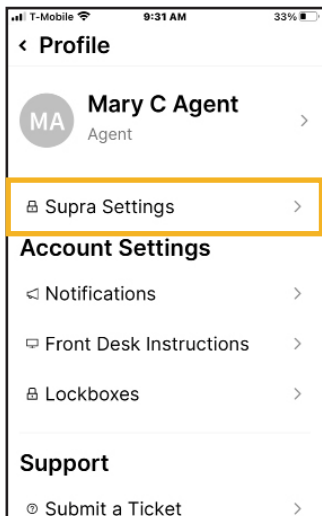 T-Mobile 9:31 AM 33%
Profile
MA
Mary C Agent
Agent
Supra Settings
Account Settings
Notifications
Front Desk Instructions
Lockboxes
Support
Submit a Ticket